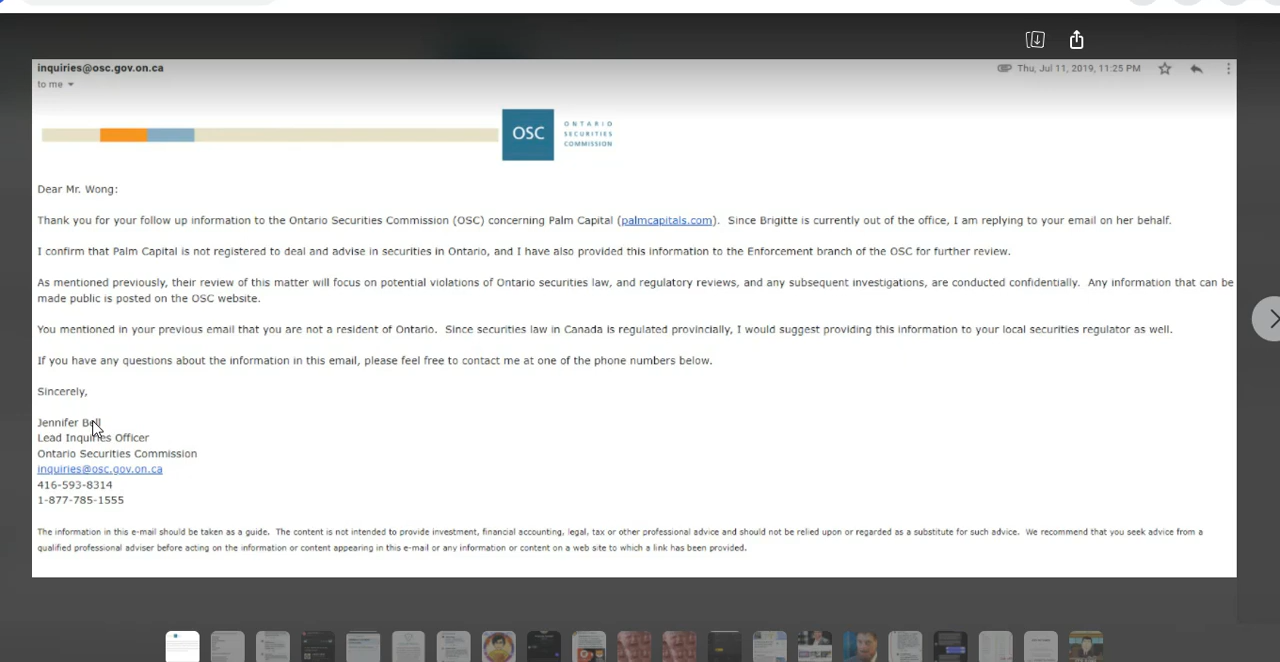 inquiries@osc.gov.on.ca
Thu, Jul 11, 2019, 11:25 PM
to me
OSC
ONTARIO
SECURITIES
COMMISSION
Dear Mr. Wong:
Thank you for your follow up information to the Ontario Securities Commission (OSC) concerning Palm Capital (palmcapitals.com). Since Brigitte is currently out of the office, I am replying to your email on her behalf.
I confirm that Palm Capital is not registered to deal and advise in securities in Ontario, and I have also provided this information to the Enforcement branch of the OSC for further review.
As mentioned previously, their review of this matter will focus on potential violations of Ontario securities law, and regulatory reviews, and any subsequent investigations, are conducted confidentially. Any information that can be
made public is posted on the OSC website.
You mentioned in your previous email that you are not a resident of Ontario. Since securities law in Canada is regulated provincially, I would suggest providing this information to your local securities regulator as well.
If you have any questions about the information in this email, please feel free to contact me at one of the phone numbers below.
Sincerely,
Jennifer Bell
Lead Inquiries Officer
Ontario Securities Commission
inquiries@osc.gov.on.ca
416-593-8314
1-877-785-1555
The information in this e-mail should be taken as a guide. The content is not intended to provide investment, financial accounting, legal, tax or other professional advice and should not be relied upon or regarded as a substitute for such advice. We recommend that you seek advice from a
qualified professional adviser before acting on the information or content appearing in this e-mail or any information or content on a web site to which a link has been provided.